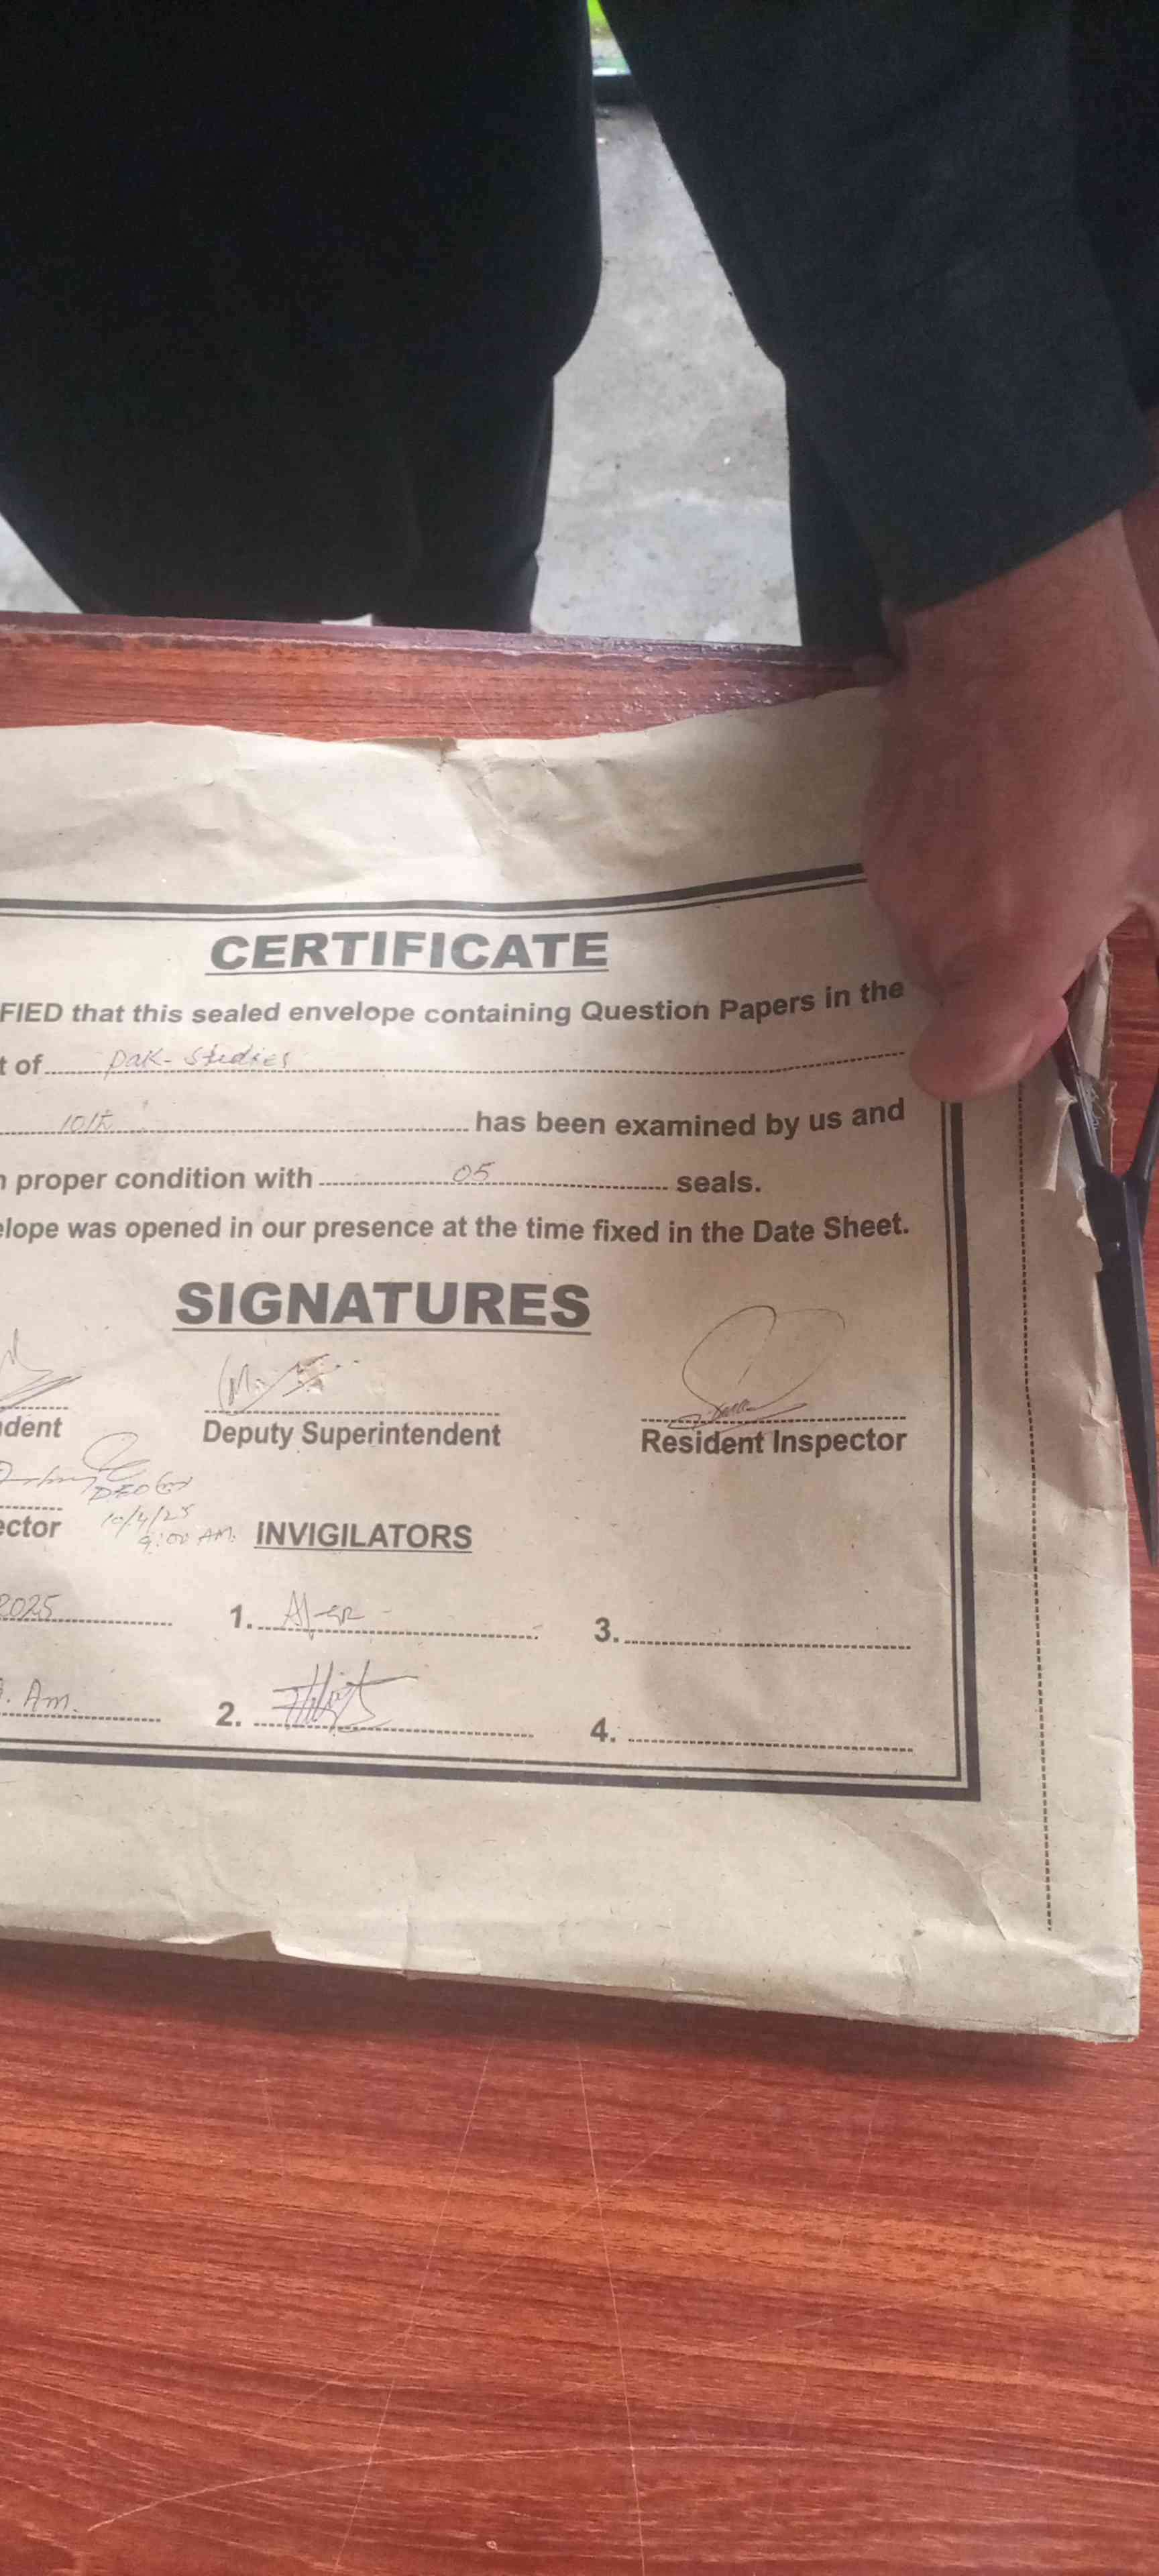 CERTIFICATE
FIED that this sealed envelope containing Question Papers in the
t of pak-studies
10th has been examined by us and
n proper condition with 05 seals.
elope was opened in our presence at the time fixed in the Date Sheet.
SIGNATURES
dent Deputy Superintendent Resident Inspector
DEO
ector 10/4/25 INVIGILATORS
9:00 AM.
2025 1. 3.
Am. 2. 4.